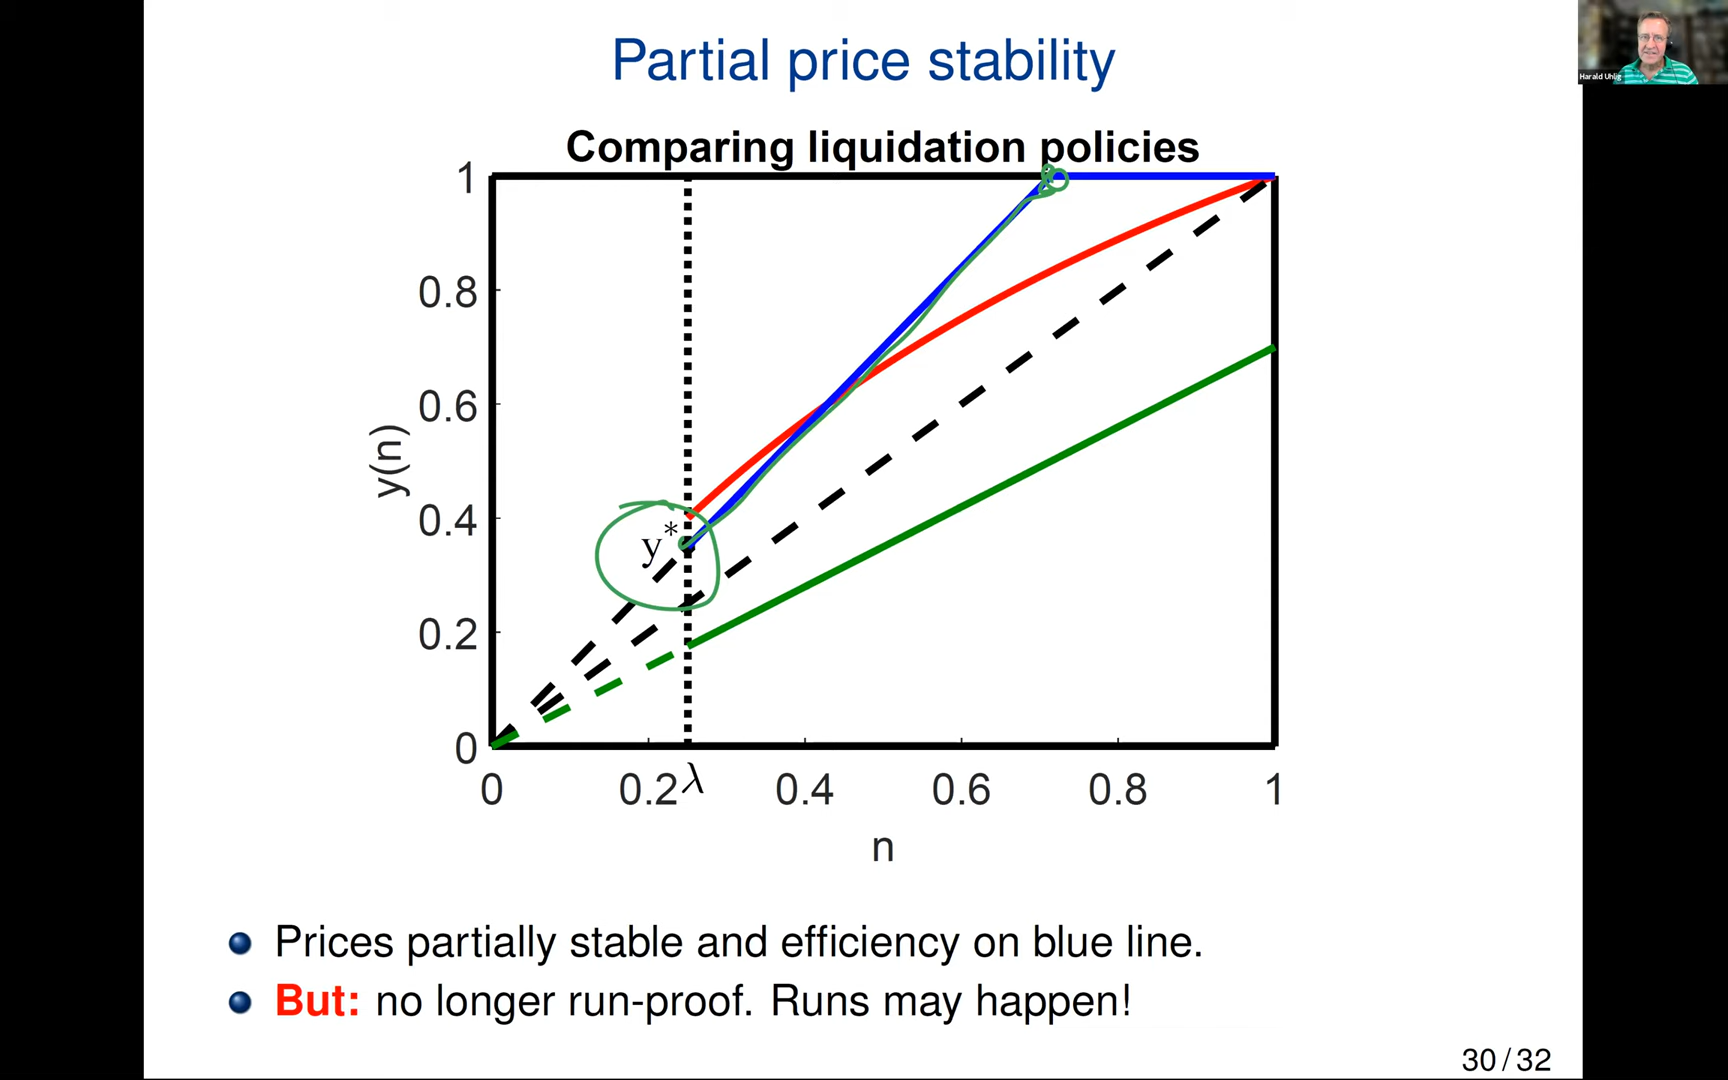 Partial price stability
Harald Uhlig
Comparing liquidation policies
1
0.8
0.6
0.4
0.2
0
y(n)
y*
0 0.2 λ 0.4 0.6 0.8 1
n
Prices partially stable and efficiency on blue line.
But: no longer run-proof. Runs may happen!
30 / 32